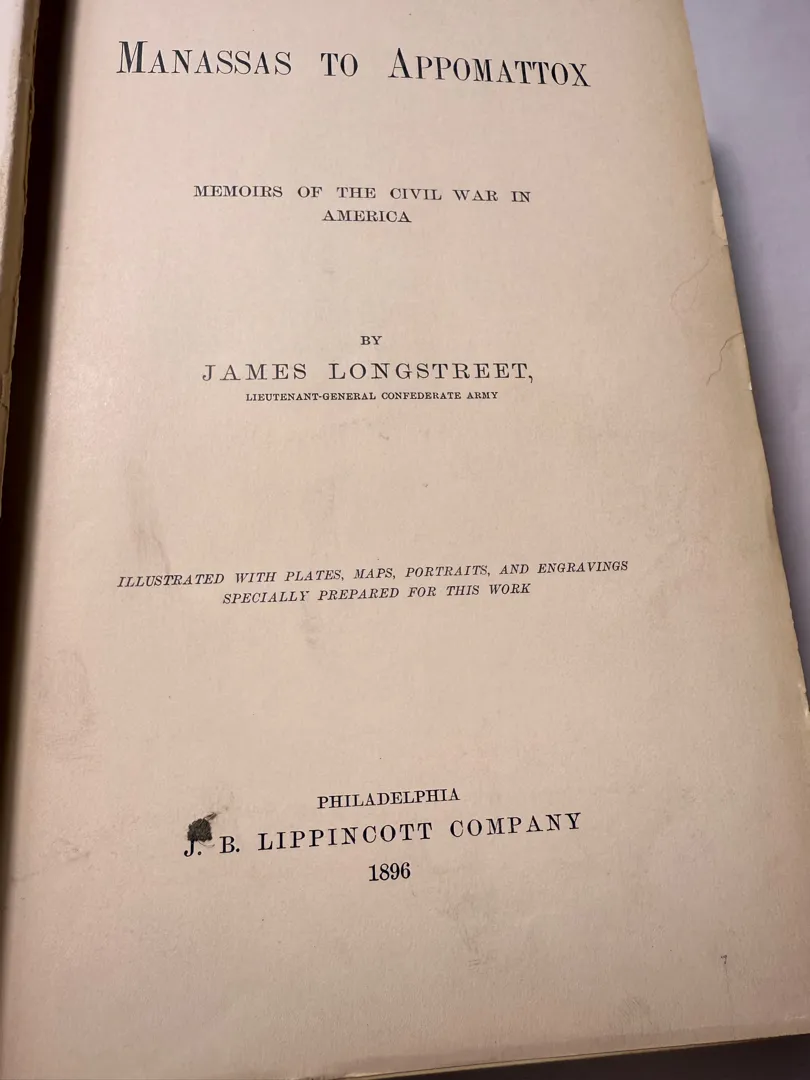 MANASSAS TO APPOMATTOX
MEMOIRS OF THE CIVIL WAR IN
AMERICA
BY
JAMES LONGSTREET,
LIEUTENANT-GENERAL CONFEDERATE ARMY
ILLUSTRATED WITH PLATES, MAPS, PORTRAITS, AND ENGRAVINGS
SPECIALLY PREPARED FOR THIS WORK
PHILADELPHIA
J. B. LIPPINCOTT COMPANY
1896